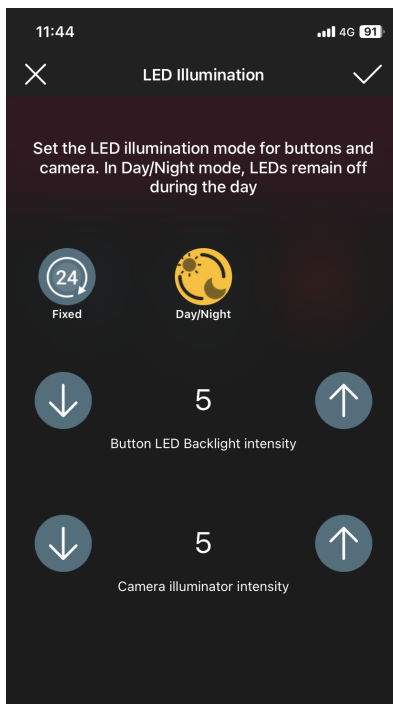 11:44
4G 91
LED Illumination
Set the LED illumination mode for buttons and
camera. In Day/Night mode, LEDs remain off
during the day
24
Fixed
Day/Night
5
Button LED Backlight intensity
5
Camera illuminator intensity